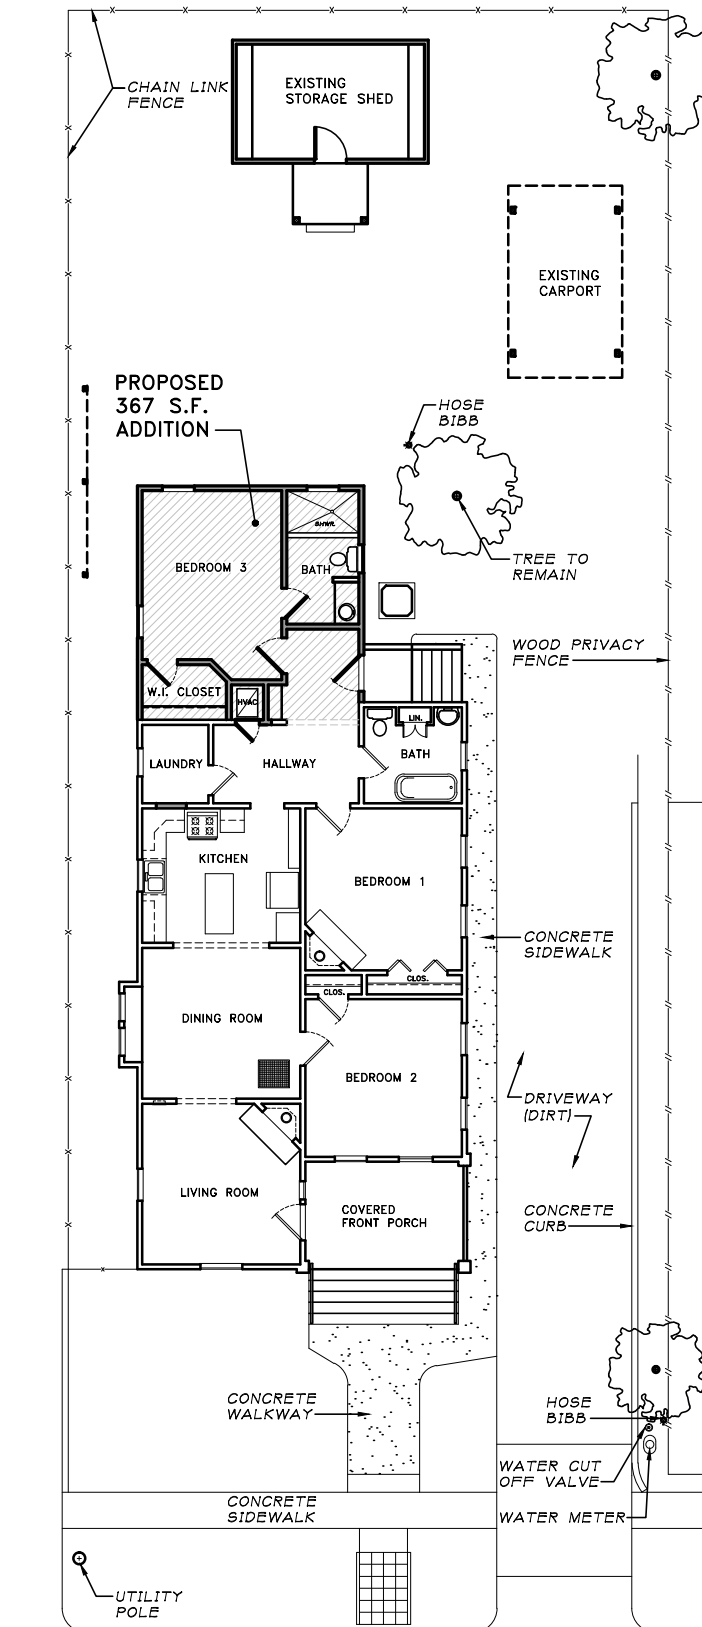 EXISTING
STORAGE SHED
CHAIN LINK
FENCE
EXISTING
CARPORT
PROPOSED
367 S.F.
ADDITION
HOSE
BIBB
SHWR.
BEDROOM 3
BATH
TREE TO
REMAIN
WOOD PRIVACY
FENCE
W.I. CLOSET
HVAC
LIN.
LAUNDRY
HALLWAY
BATH
KITCHEN
BEDROOM 1
CONCRETE
SIDEWALK
CLOS.
CLOS.
DINING ROOM
BEDROOM 2
DRIVEWAY
(DIRT)
LIVING ROOM
COVERED
FRONT PORCH
CONCRETE
CURB
CONCRETE
WALKWAY
HOSE
BIBB
WATER CUT
OFF VALVE
CONCRETE
SIDEWALK
WATER METER
UTILITY
POLE